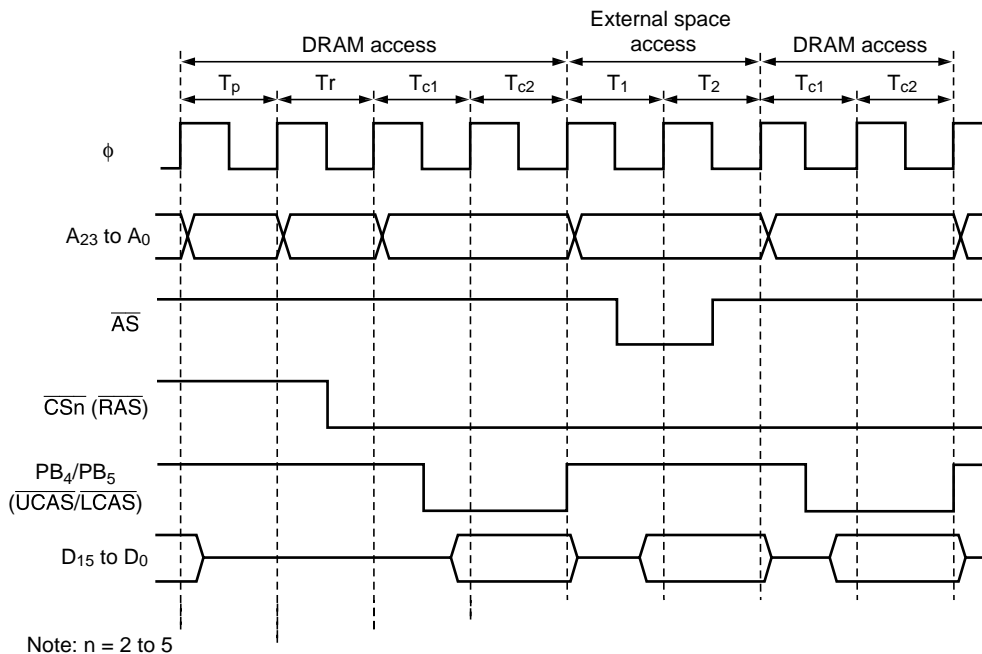 External space
DRAM access access DRAM access
Tp Tr Tc1 Tc2 T1 T2 Tc1 Tc2
φ
A23 to A0
AS
CSn (RAS)
PB4/PB5
(UCAS/LCAS)
D15 to D0
Note: n = 2 to 5